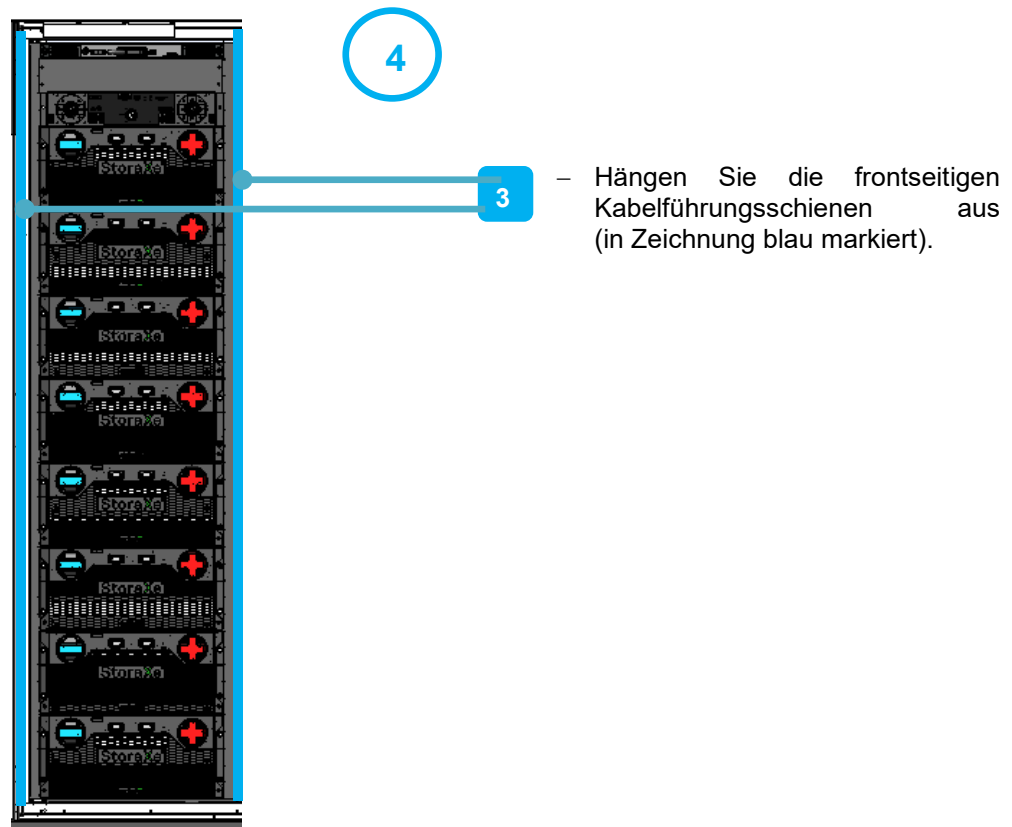 4
StoraXe
3
– Hängen Sie die frontseitigen
Kabelführungsschienen aus
(in Zeichnung blau markiert).
StoraXe
StoraXe
StoraXe
StoraXe
StoraXe
StoraXe
StoraXe